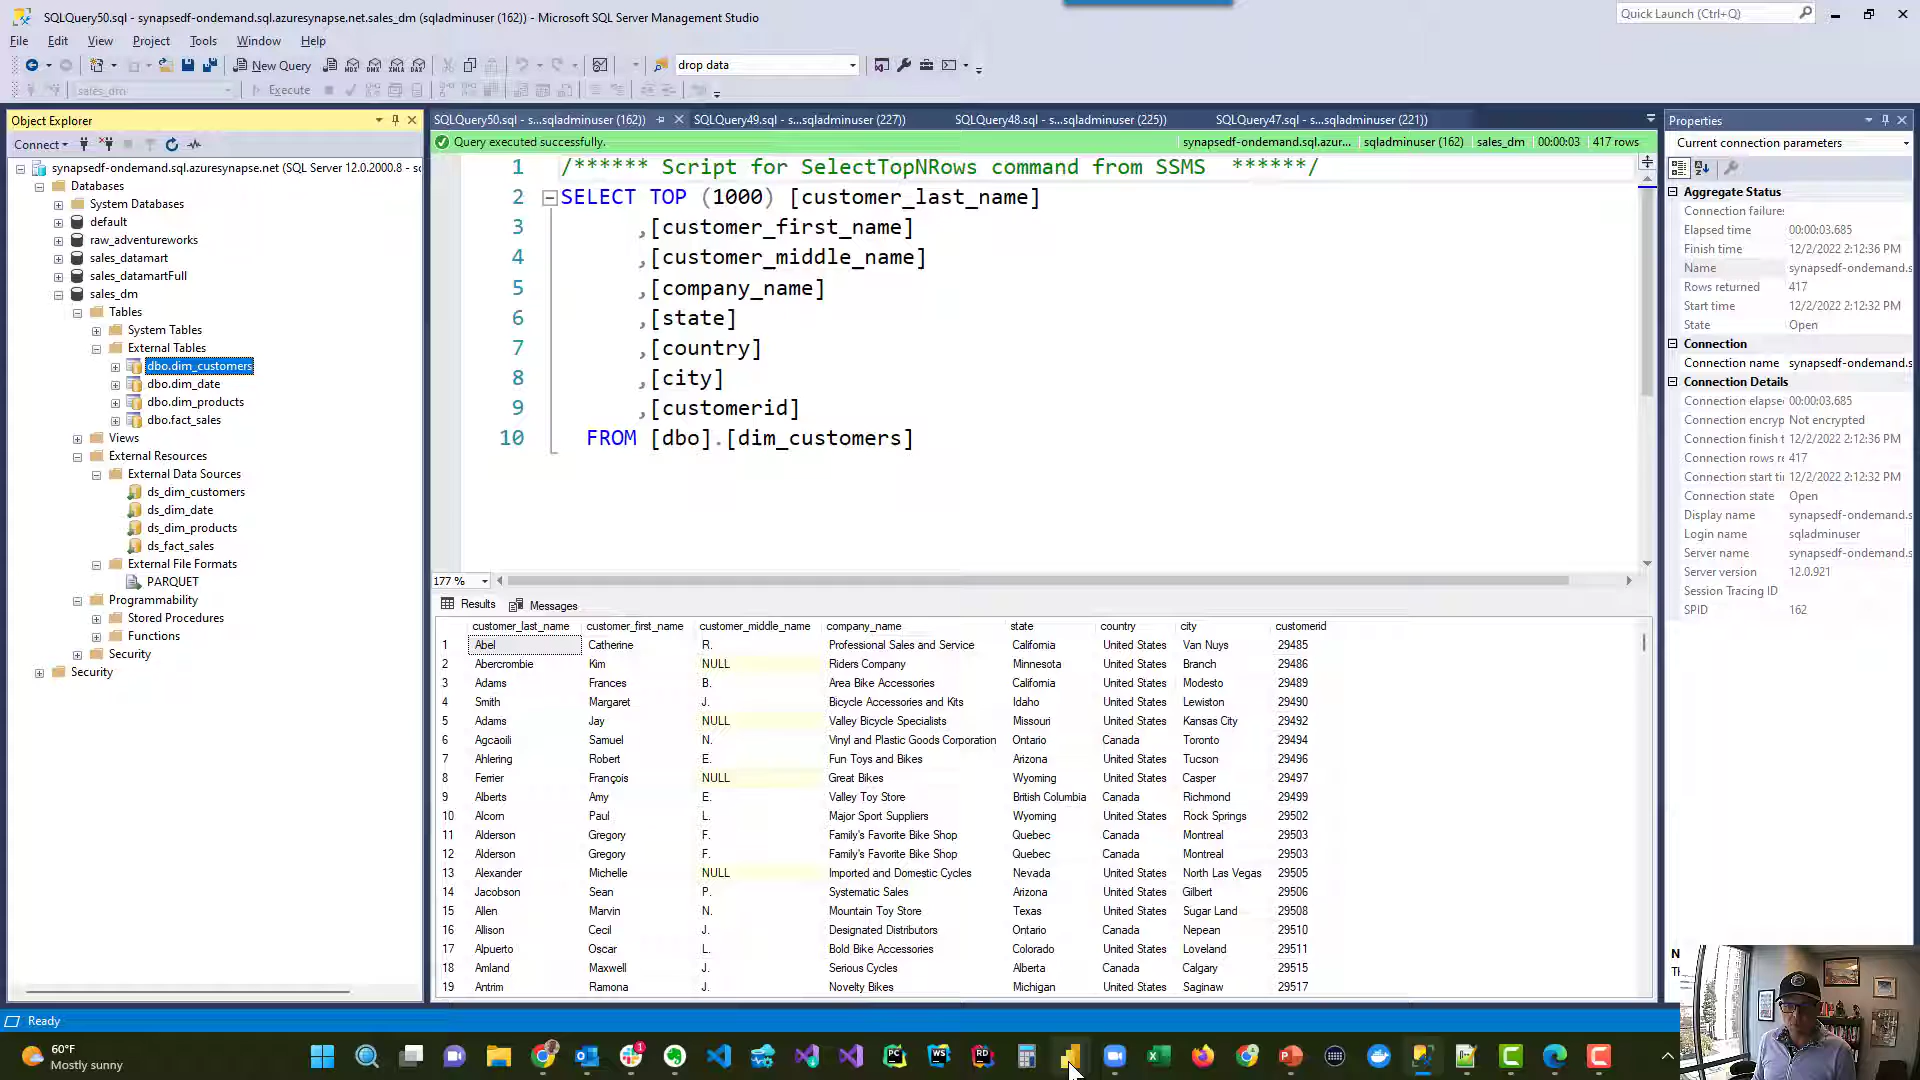 SQLQuery50.sql - synapsedf-ondemand.sql.azuresynapse.net.sales_dm (sqladminuser (162)) - Microsoft SQL Server Management Studio
Quick Launch (Ctrl+Q)
File Edit View Project Tools Window Help
New Query
drop data
sales_dm
Execute
Object Explorer
Connect
synapsedf-ondemand.sql.azuresynapse.net (SQL Server 12.0.2000.8 - sc
Databases
System Databases
default
raw_adventureworks
sales_datamart
sales_datamartFull
sales_dm
Tables
System Tables
External Tables
dbo.dim_customers
dbo.dim_date
dbo.dim_products
dbo.fact_sales
Views
External Resources
External Data Sources
ds_dim_customers
ds_dim_date
ds_dim_products
ds_fact_sales
External File Formats
PARQUET
Programmability
Stored Procedures
Functions
Security
Security
SQLQuery50.sql - s...sqladminuser (162)) SQLQuery49.sql - s...sqladminuser (227)) SQLQuery48.sql - s...sqladminuser (225)) SQLQuery47.sql - s...sqladminuser (221))
Query executed successfully. synapsedf-ondemand.sql.azur... sqladminuser (162) sales_dm 00:00:03 417 rows
1 /****** Script for SelectTopNRows command from SSMS ******/
2 SELECT TOP (1000) [customer_last_name]
3 ,[customer_first_name]
4 ,[customer_middle_name]
5 ,[company_name]
6 ,[state]
7 ,[country]
8 ,[city]
9 ,[customerid]
10 FROM [dbo].[dim_customers]
177 %
Results Messages
customer_last_name customer_first_name customer_middle_name company_name state country city customerid
1 Abel Catherine R. Professional Sales and Service California United States Van Nuys 29485
2 Abercrombie Kim NULL Riders Company Minnesota United States Branch 29486
3 Adams Frances B. Area Bike Accessories California United States Modesto 29489
4 Smith Margaret J. Bicycle Accessories and Kits Idaho United States Lewiston 29490
5 Adams Jay NULL Valley Bicycle Specialists Missouri United States Kansas City 29492
6 Agcaoili Samuel N. Vinyl and Plastic Goods Corporation Ontario Canada Toronto 29494
7 Ahlering Robert E. Fun Toys and Bikes Arizona United States Tucson 29496
8 Ferrier François NULL Great Bikes Wyoming United States Casper 29497
9 Alberts Amy E. Valley Toy Store British Columbia Canada Richmond 29499
10 Alcorn Paul L. Major Sport Suppliers Wyoming United States Rock Springs 29502
11 Alderson Gregory F. Family's Favorite Bike Shop Quebec Canada Montreal 29503
12 Alderson Gregory F. Family's Favorite Bike Shop Quebec Canada Montreal 29503
13 Alexander Michelle NULL Imported and Domestic Cycles Nevada United States North Las Vegas 29505
14 Jacobson Sean P. Systematic Sales Arizona United States Gilbert 29506
15 Allen Marvin N. Mountain Toy Store Texas United States Sugar Land 29508
16 Allison Cecil J. Designated Distributors Ontario Canada Nepean 29510
17 Alpuerto Oscar L. Bold Bike Accessories Colorado United States Loveland 29511
18 Amland Maxwell J. Serious Cycles Alberta Canada Calgary 29515
19 Antrim Ramona J. Novelty Bikes Michigan United States Saginaw 29517
Properties
Current connection parameters
Aggregate Status
Connection failures
Elapsed time 00:00:03.685
Finish time 12/2/2022 2:12:36 PM
Name synapsedf-ondemand.s
Rows returned 417
Start time 12/2/2022 2:12:32 PM
State Open
Connection
Connection name synapsedf-ondemand.s
Connection Details
Connection elapse 00:00:03.685
Connection encryp Not encrypted
Connection finish t 12/2/2022 2:12:36 PM
Connection rows re 417
Connection start ti 12/2/2022 2:12:32 PM
Connection state Open
Display name synapsedf-ondemand.s
Login name sqladminuser
Server name synapsedf-ondemand.s
Server version 12.0.921
Session Tracing ID
SPID 162
Ready
60°F
Mostly sunny